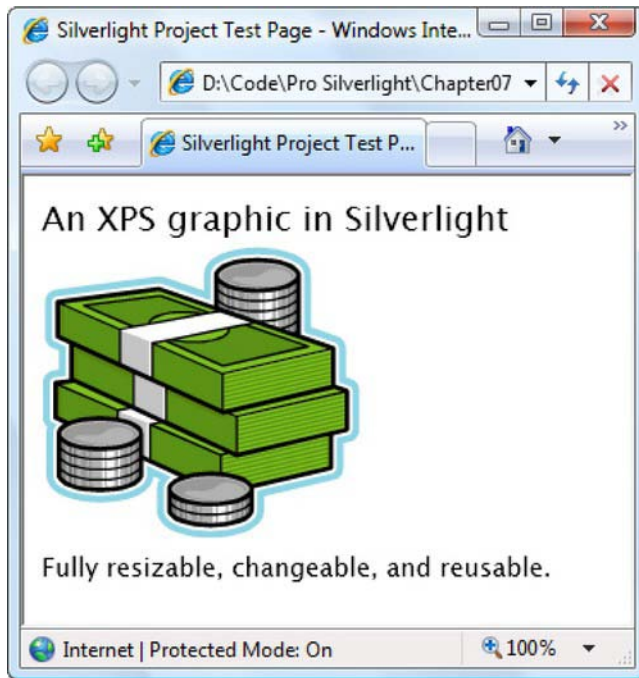 Silverlight Project Test Page - Windows Inte...
D:\Code\Pro Silverlight\Chapter07
Silverlight Project Test P...
An XPS graphic in Silverlight
Fully resizable, changeable, and reusable.
Internet | Protected Mode: On
100%